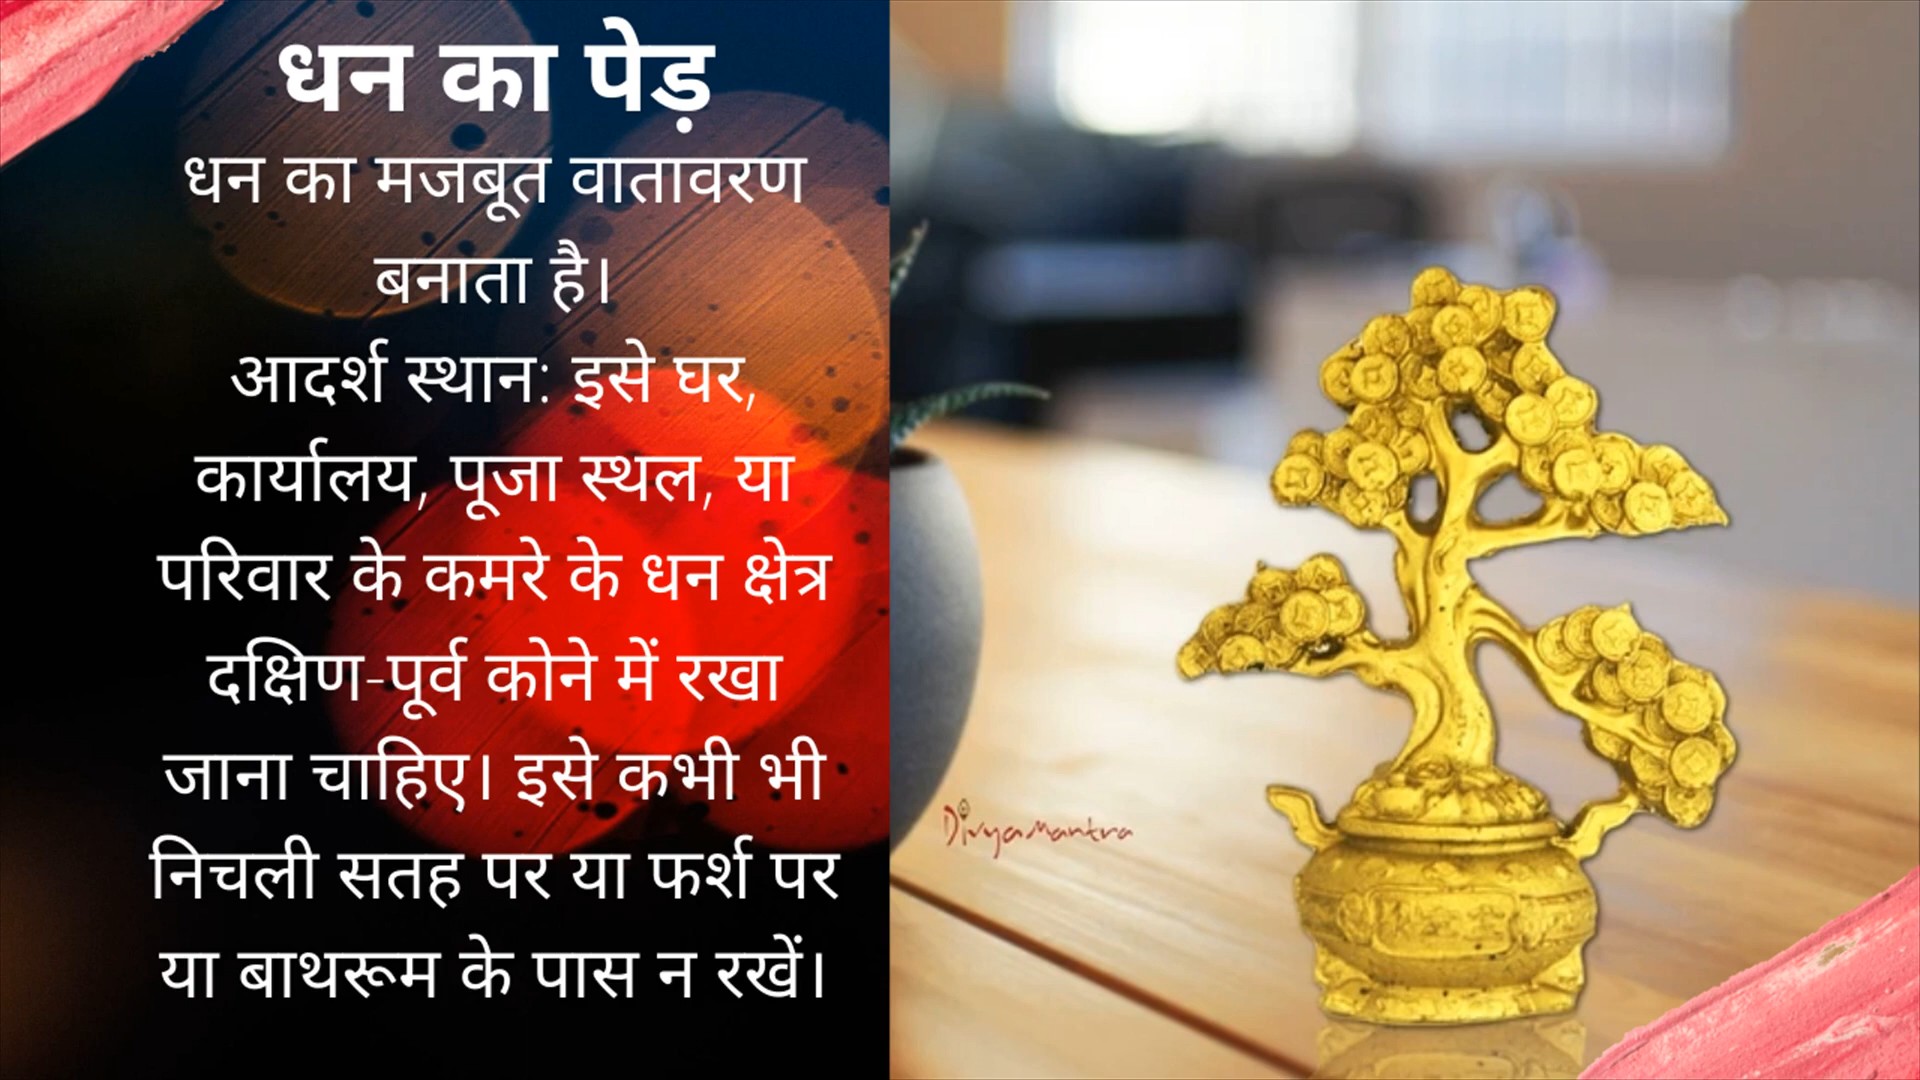 धन का पेड़
धन का मजबूत वातावरण
बनाता है।
आदर्श स्थान: इसे घर,
कार्यालय, पूजा स्थल, या
परिवार के कमरे के धन क्षेत्र
दक्षिण-पूर्व कोने में रखा
जाना चाहिए। इसे कभी भी
निचली सतह पर या फर्श पर
या बाथरूम के पास न रखें।
Divyamantra